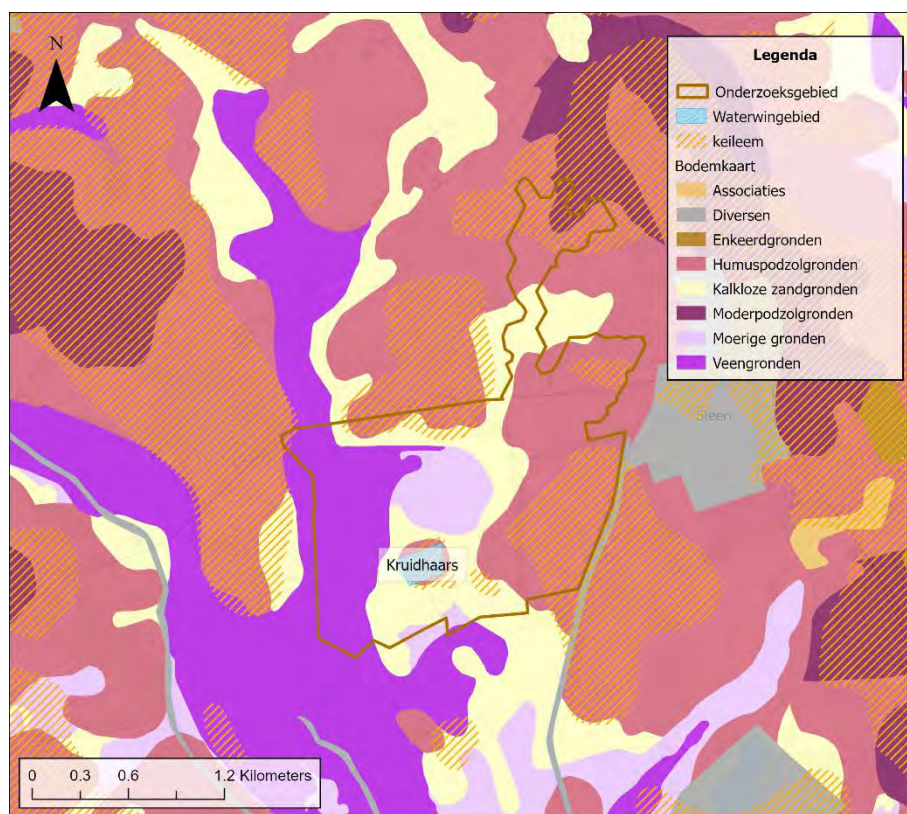 N
Legenda
Onderzoeksgebied
Waterwingebied
keileem
Bodemkaart
Associaties
Diversen
Enkeerdgronden
Humuspodzolgronden
Kalkloze zandgronden
Moderpodzolgronden
Moerige gronden
Veengronden
Sleen
Kruidhaars
0 0.3 0.6 1.2 Kilometers